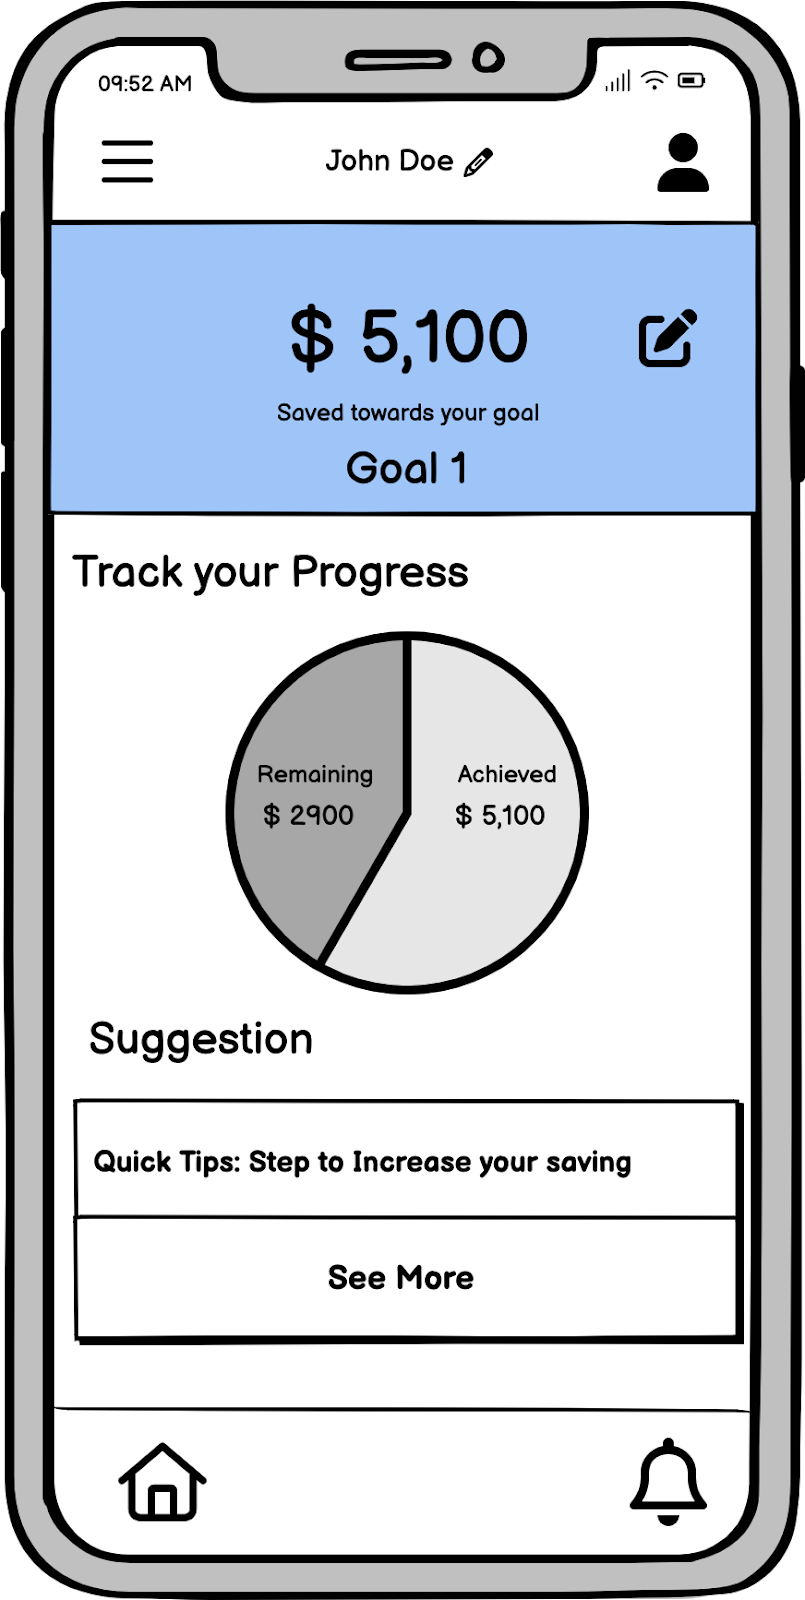 09:52 AM
John Doe
$ 5,100
Saved towards your goal
Goal 1
Track your Progress
Remaining
$ 2900
Achieved
$ 5,100
Suggestion
Quick Tips: Step to Increase your saving
See More